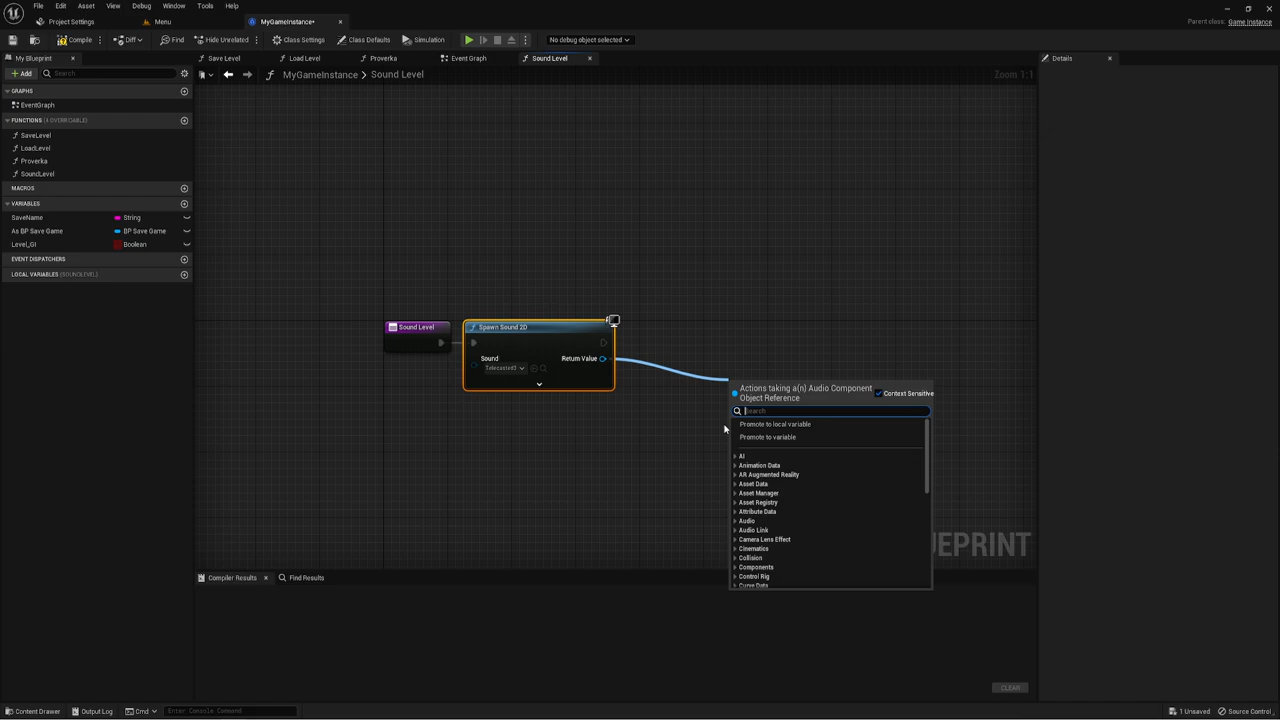 File Edit Asset View Debug Window Tools Help
Project Settings Menu MyGameInstance*
Parent class: Game Instance
Compile Diff Find Hide Unrelated Class Settings Class Defaults Simulation No debug object selected
My Blueprint Save Level Load Level Proverka Event Graph Sound Level Details
Add Search MyGameInstance > Sound Level Zoom 1:1
GRAPHS
EventGraph
FUNCTIONS (4 OVERRIDABLE)
SaveLevel
LoadLevel
Proverka
SoundLevel
MACROS
VARIABLES
SaveName String
As BP Save Game BP Save Game
Level_GI Boolean
EVENT DISPATCHERS
LOCAL VARIABLES (SOUNDLEVEL)
Sound Level
Spawn Sound 2D
Sound Return Value
Telecasted3
Actions taking a(n) Audio Component
Object Reference
Context Sensitive
Search
Promote to local variable
Promote to variable
AI
Animation Data
AR Augmented Reality
Asset Data
Asset Manager
Asset Registry
Attribute Data
Audio
Audio Link
Camera Lens Effect
Cinematics
Collision
Components
Control Rig
Curve Data
EPRINT
Compiler Results Find Results
CLEAR
Content Drawer Output Log Cmd Enter Console Command 1 Unsaved Source Control